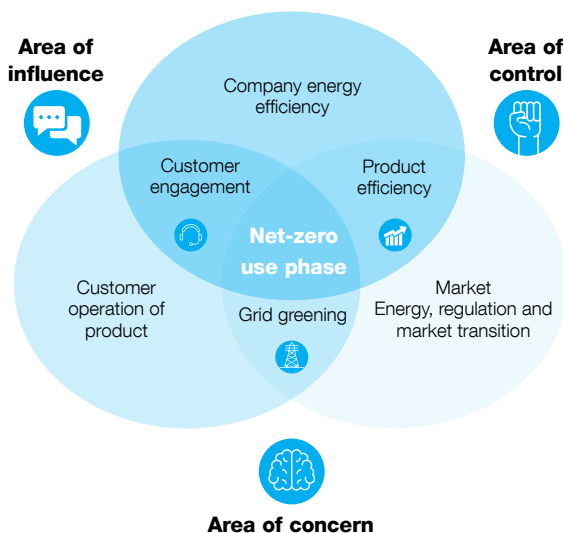 Area of
influence
Area of
control
Company energy
efficiency
Customer
engagement
Product
efficiency
Net-zero
use phase
Customer
operation of
product
Grid greening
Market
Energy, regulation and
market transition
Area of concern